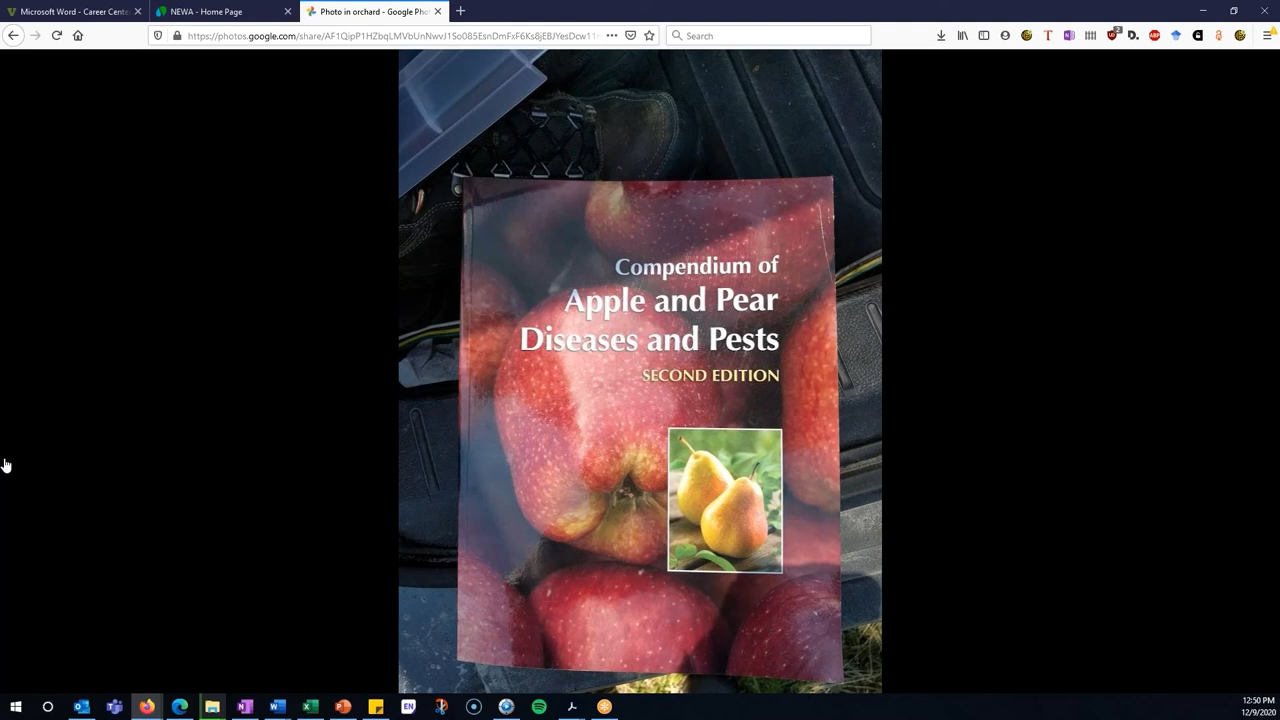 Microsoft Word - Career Cente
NEWA - Home Page
Photo in orchard - Google Pho
Search
Compendium of
Apple and Pear
Diseases and Pests
SECOND EDITION
EN
12:50 PM
12/9/2020